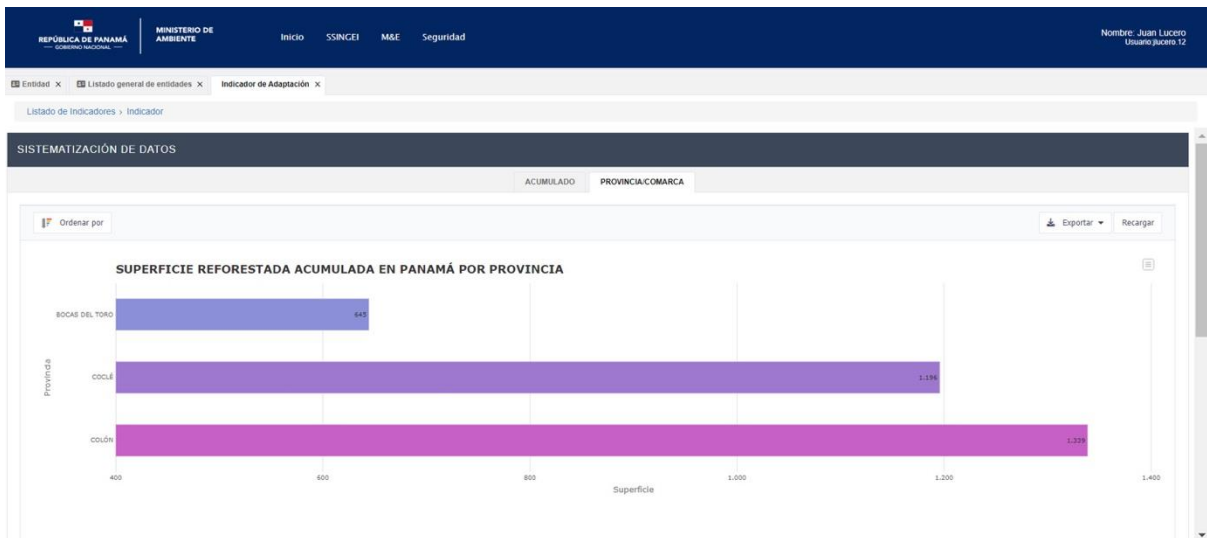 REPÚBLICA DE PANAMÁ
— GOBIERNO NACIONAL —
MINISTERIO DE
AMBIENTE
Inicio SSINGEI M&E Seguridad
Nombre: Juan Lucero
Usuario:jlucero.12
Entidad X Listado general de entidades X Indicador de Adaptación X
Listado de Indicadores › Indicador
SISTEMATIZACIÓN DE DATOS
ACUMULADO PROVINCIA/COMARCA
Ordenar por Exportar Recargar
SUPERFICIE REFORESTADA ACUMULADA EN PANAMÁ POR PROVINCIA
BOCAS DEL TORO 645
Provincia
COCLÉ 1.196
COLÓN 1.339
400 600 800 1.000 1.200 1.400
Superficie